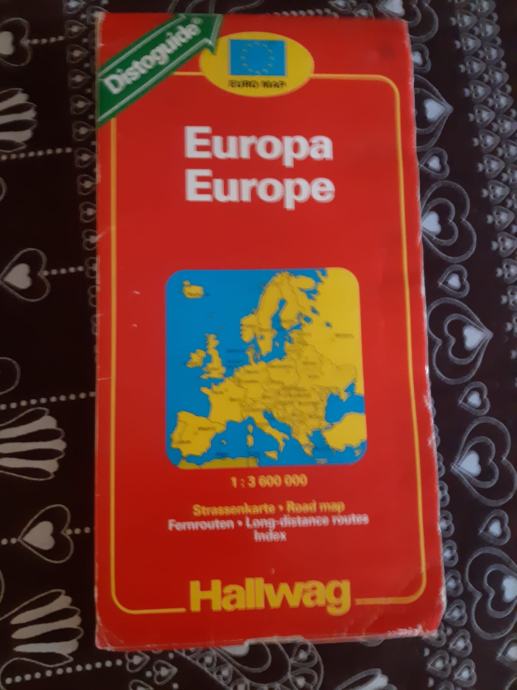 Distoguide®
EURO MAP
Europa
Europe
1 : 3 600 000
Strassenkarte • Road map
Fernrouten • Long-distance routes
Index
Hallwag